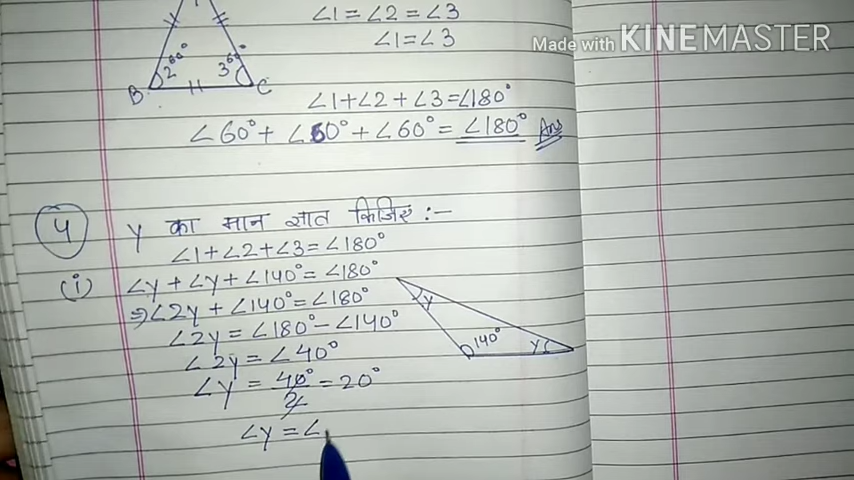 ∠1 = ∠2 = ∠3
∠1 = ∠3
Made with KINEMASTER
2 60°
3 60°
B
C
∠1 + ∠2 + ∠3 = ∠180°
∠60° + ∠60° + ∠60° = ∠180° Ans
4 y का मान ज्ञात किजिए :-
∠1 + ∠2 + ∠3 = ∠180°
(i) ∠y + ∠y + ∠140° = ∠180°
⇒ ∠2y + ∠140° = ∠180°
∠2y = ∠180° - ∠140°
∠2y = ∠40°
∠y = 40°/2 = 20°
∠y = ∠
y
140°
y